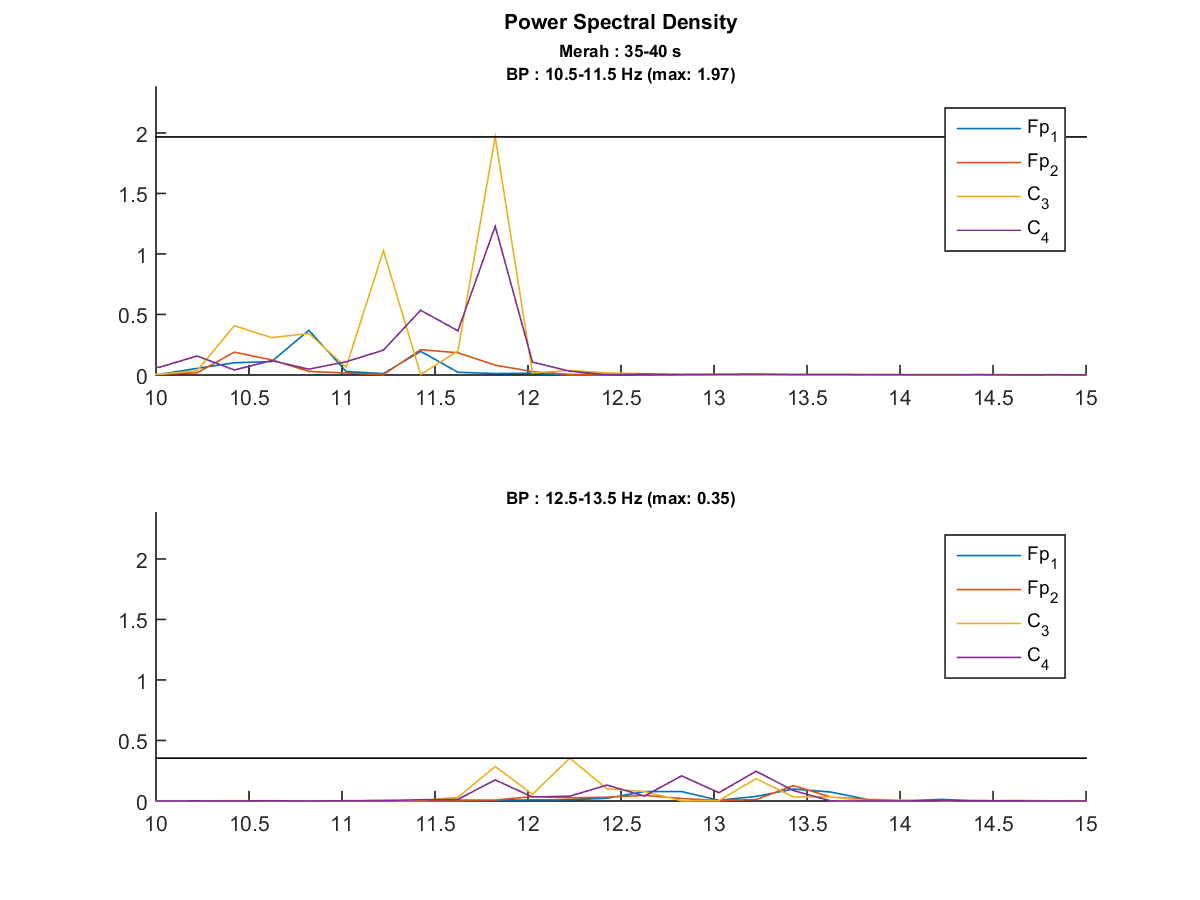 Power Spectral Density
Merah : 35-40 s
BP : 10.5-11.5 Hz (max: 1.97)
2
1.5
1
0.5
0
10 10.5 11 11.5 12 12.5 13 13.5 14 14.5 15
Fp1
Fp2
C3
C4
BP : 12.5-13.5 Hz (max: 0.35)
2
1.5
1
0.5
0
10 10.5 11 11.5 12 12.5 13 13.5 14 14.5 15
Fp1
Fp2
C3
C4